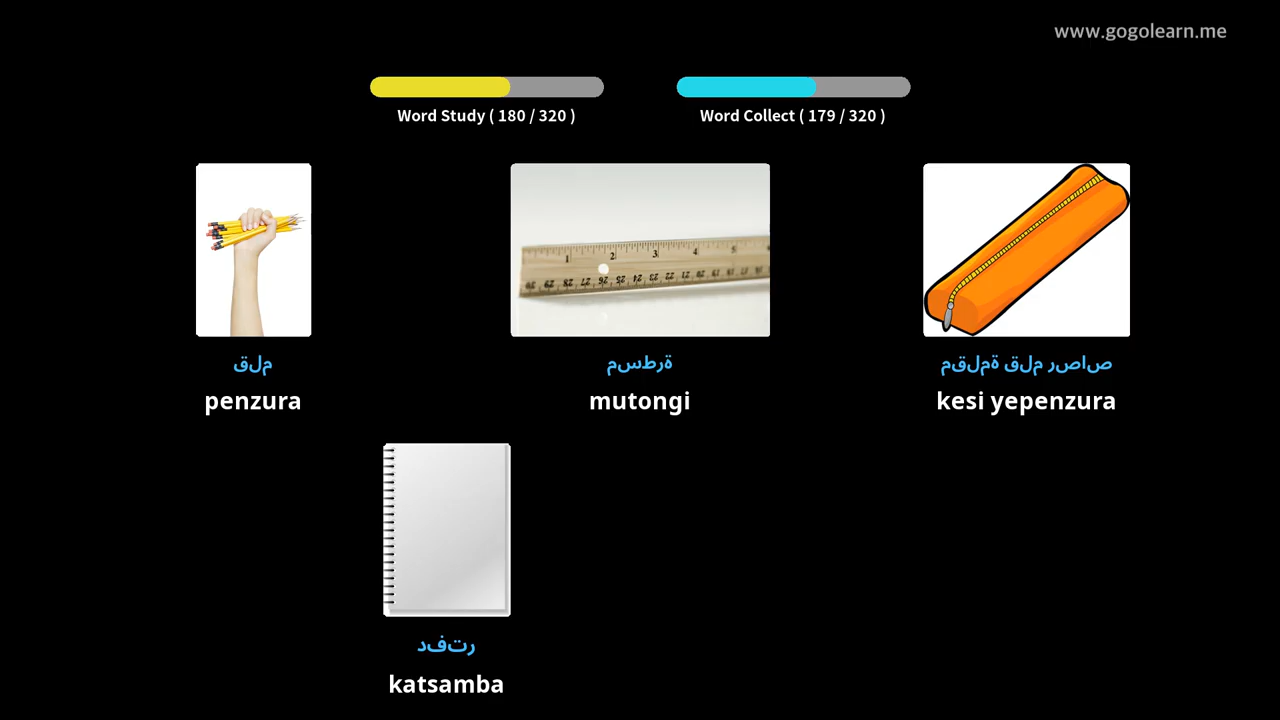 www.gogolearn.me
Word Study ( 180 / 320 )
Word Collect ( 179 / 320 )
قلم
penzura
مسطرة
mutongi
مقلمة قلم رصاص
kesi yepenzura
دفتر
katsamba